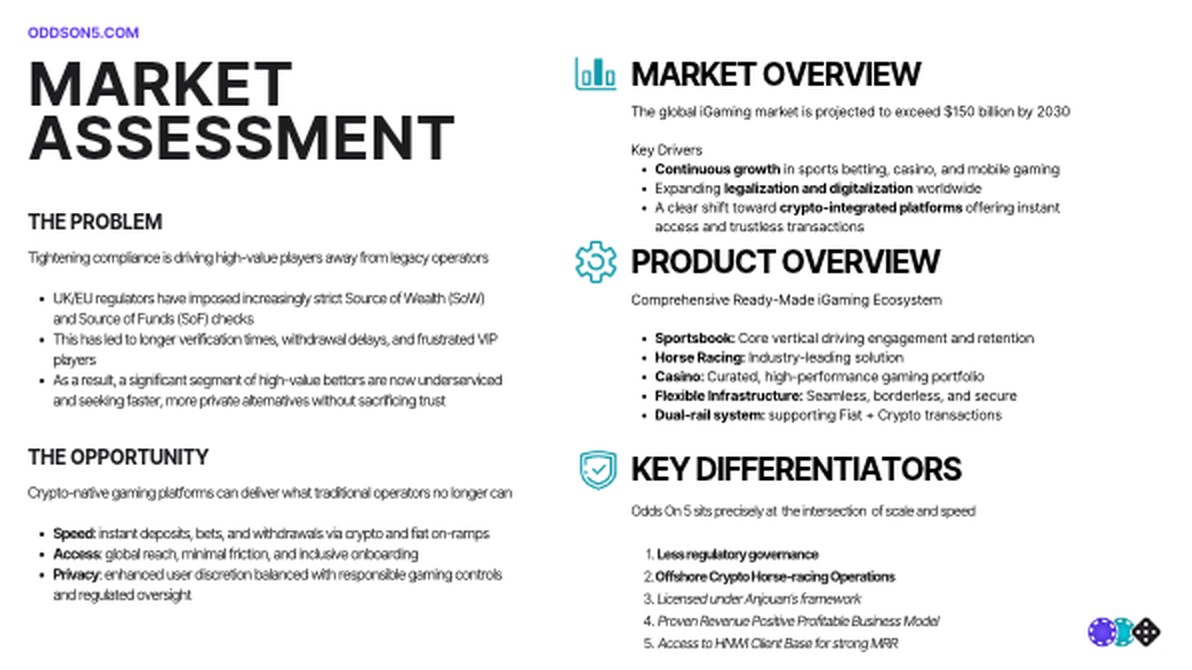 ODDSON5.COM
MARKET
ASSESSMENT
THE PROBLEM
Tightening compliance is driving high-value players away from legacy operators
• UK/EU regulators have imposed increasingly strict Source of Wealth (SoW)
and Source of Funds (SoF) checks
• This has led to longer verification times, withdrawal delays, and frustrated VIP
players
• As a result, a significant segment of high-value bettors are now underserviced
and seeking faster, more private alternatives without sacrificing trust
THE OPPORTUNITY
Crypto-native gaming platforms can deliver what traditional operators no longer can
• Speed: instant deposits, bets, and withdrawals via crypto and fiat on-ramps
• Access: global reach, minimal friction, and inclusive onboarding
• Privacy: enhanced user discretion balanced with responsible gaming controls
and regulated oversight
MARKET OVERVIEW
The global iGaming market is projected to exceed $150 billion by 2030
Key Drivers
• Continuous growth in sports betting, casino, and mobile gaming
• Expanding legalization and digitalization worldwide
• A clear shift toward crypto-integrated platforms offering instant
access and trustless transactions
PRODUCT OVERVIEW
Comprehensive Ready-Made iGaming Ecosystem
• Sportsbook: Core vertical driving engagement and retention
• Horse Racing: Industry-leading solution
• Casino: Curated, high-performance gaming portfolio
• Flexible Infrastructure: Seamless, borderless, and secure
• Dual-rail system: supporting Fiat + Crypto transactions
KEY DIFFERENTIATORS
Odds On 5 sits precisely at the intersection of scale and speed
1. Less regulatory governance
2. Offshore Crypto Horse-racing Operations
3. Licensed under Anjouan's framework
4. Proven Revenue Positive Profitable Business Model
5. Access to HNWI Client Base for strong MRR